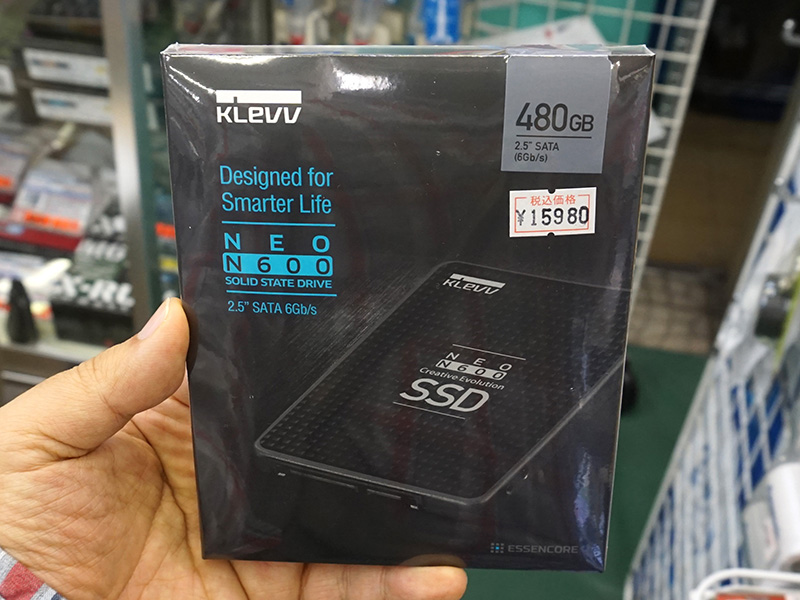 KLEVV
480GB
2.5" SATA
(6Gb/s)
Designed for
Smarter Life
税込価格
¥15980
NEO
N600
SOLID STATE DRIVE
2.5" SATA 6Gb/s
KLEVV
NEO
N600
Creative Evolution
SSD
ESSENCORE